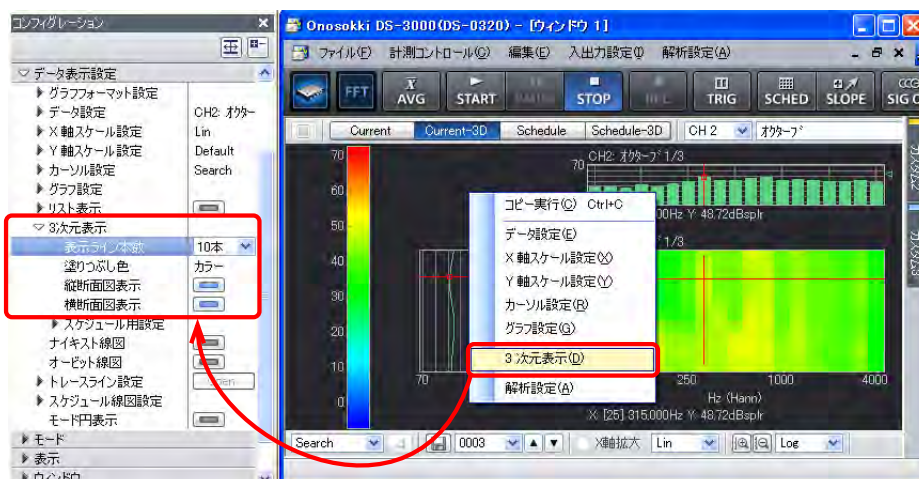 コンフィグレーション
データ表示設定
グラフフォーマット設定
データ設定 CH2: オクター
X 軸スケール設定 Lin
Y 軸スケール設定 Default
カーソル設定 Search
グラフ設定
リスト表示
3次元表示
表示ライン本数 10本
塗りつぶし色 カラー
縦断面図表示
横断面図表示
スケジュール用設定
ナイキスト線図
オービット線図
トレースライン設定
スケジュール線図設定
モード円表示
モード
表示
ウィンドウ
Onosokki DS-3000(DS-0320) - [ウィンドウ 1]
ファイル(F) 計測コントロール(C) 編集(E) 入出力設定(I) 解析設定(A)
FFT AVG START STOP TRIG SCHED SLOPE SIG
Current Current-3D Schedule Schedule-3D CH 2 オクターブ
70
60
50
40
30
20
10
0
70 CH2: オクターブ 1/3
00Hz Y: 48.72dBspl
1/3
コピー実行(C) Ctrl+C
データ設定(E)
X 軸スケール設定(X)
Y 軸スケール設定(Y)
カーソル設定(R)
グラフ設定(G)
3次元表示(D)
解析設定(A)
70 250 1000 4000
Hz (Hann)
X: [25] 315.000Hz Y: 48.72dBspl
Search 0003 X軸拡大 Lin Log